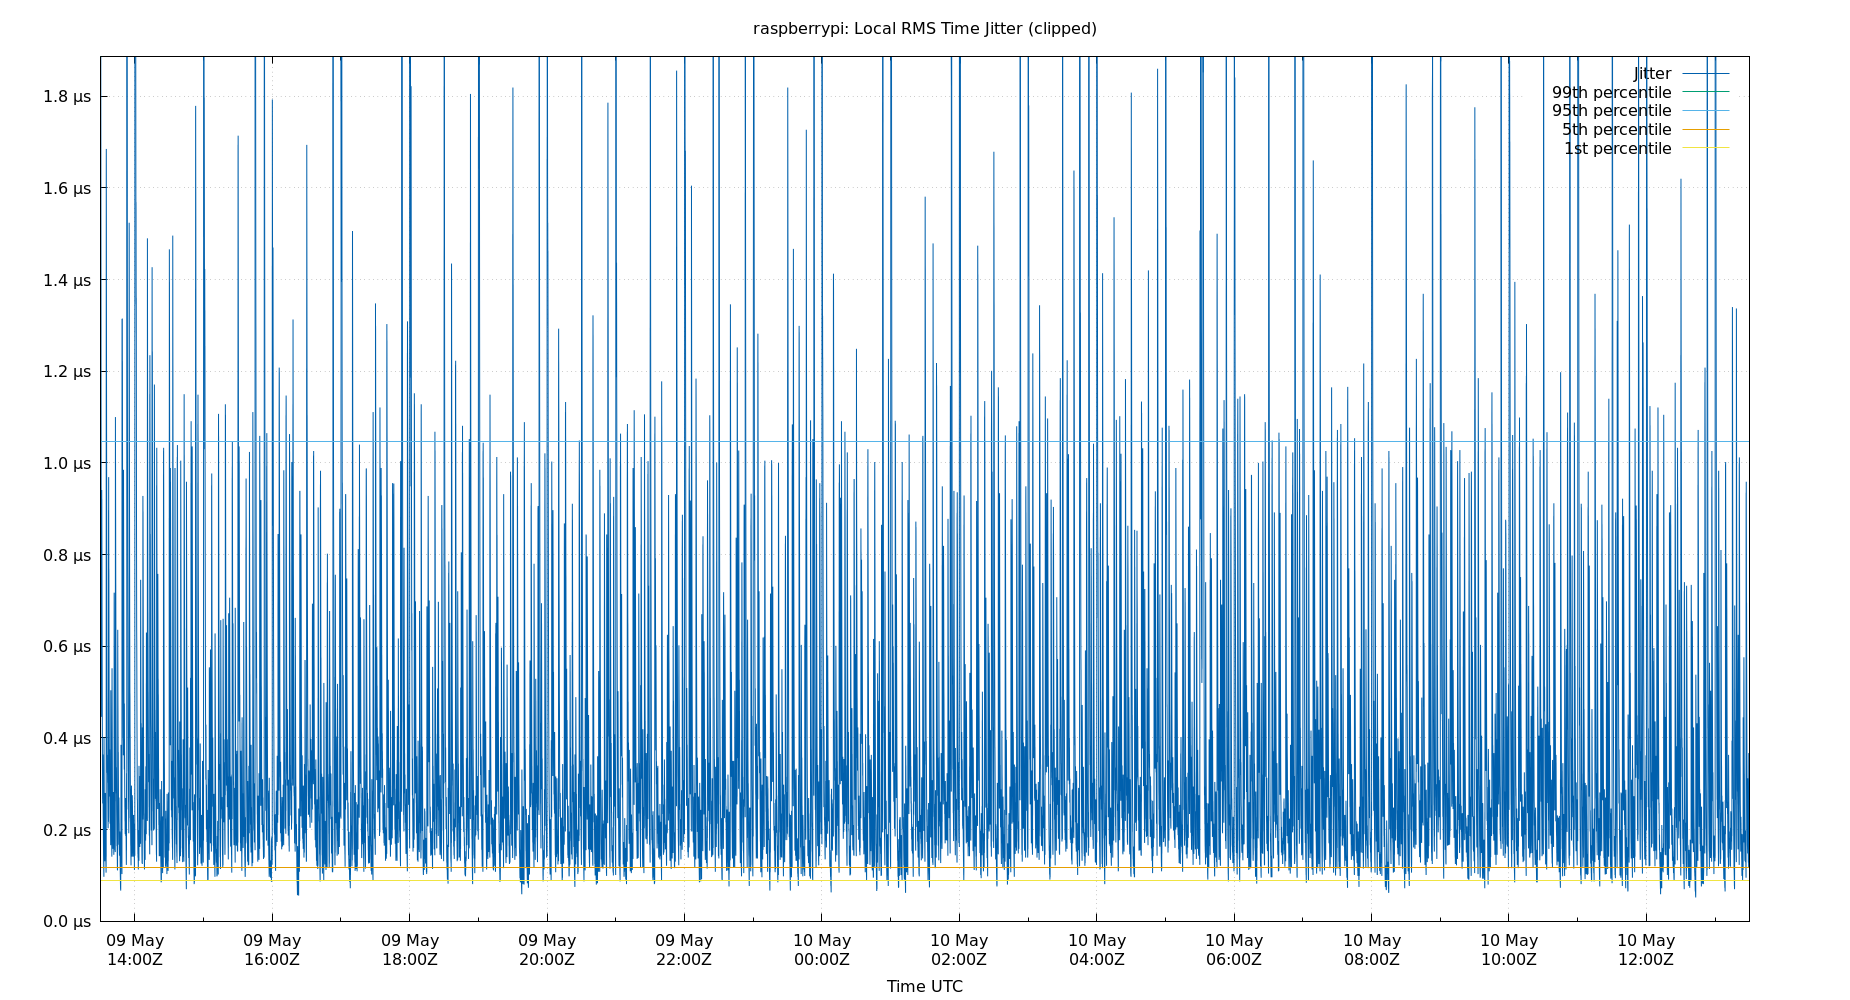 raspberrypi: Local RMS Time Jitter (clipped)
Jitter
99th percentile
95th percentile
5th percentile
1st percentile
1.8 µs
1.6 µs
1.4 µs
1.2 µs
1.0 µs
0.8 µs
0.6 µs
0.4 µs
0.2 µs
0.0 µs
09 May 09 May 09 May 09 May 09 May 10 May 10 May 10 May 10 May 10 May 10 May 10 May
14:00Z 16:00Z 18:00Z 20:00Z 22:00Z 00:00Z 02:00Z 04:00Z 06:00Z 08:00Z 10:00Z 12:00Z
Time UTC